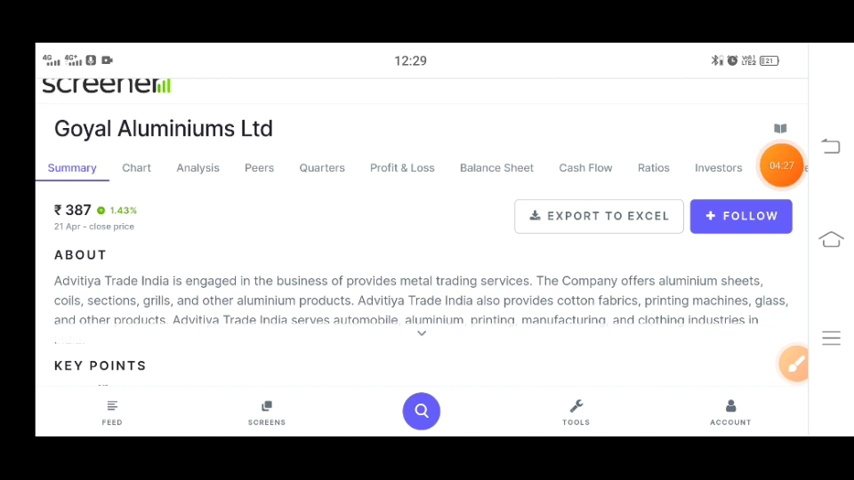 4G 4G+ 12:29 VoLTE2 21
screener
Goyal Aluminiums Ltd
Summary Chart Analysis Peers Quarters Profit & Loss Balance Sheet Cash Flow Ratios Investors
04:27
₹ 387 1.43%
21 Apr - close price
EXPORT TO EXCEL + FOLLOW
ABOUT
Advitiya Trade India is engaged in the business of provides metal trading services. The Company offers aluminium sheets,
coils, sections, grills, and other aluminium products. Advitiya Trade India also provides cotton fabrics, printing machines, glass,
and other products. Advitiya Trade India serves automobile, aluminium, printing, manufacturing, and clothing industries in
KEY POINTS
FEED SCREENS TOOLS ACCOUNT